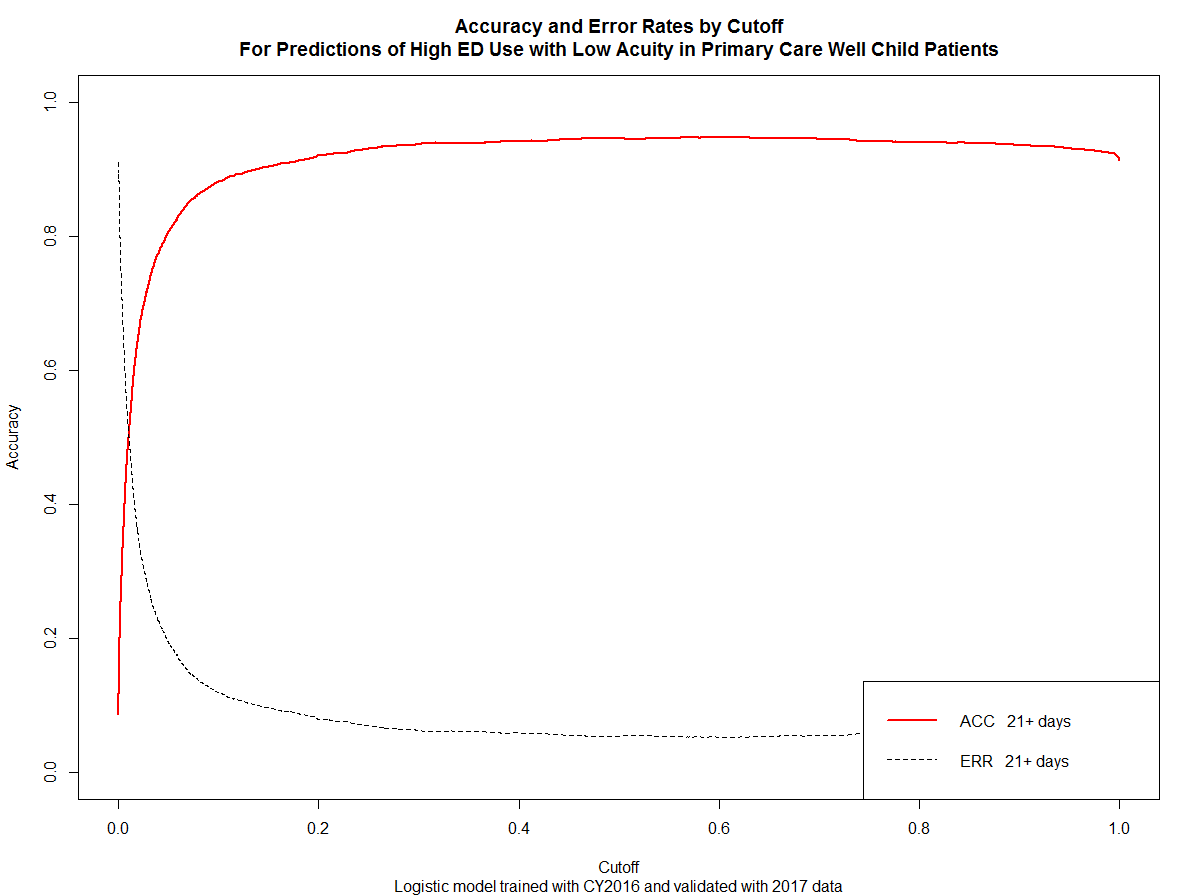 Accuracy and Error Rates by Cutoff
For Predictions of High ED Use with Low Acuity in Primary Care Well Child Patients
Accuracy
1.0
0.8
0.6
0.4
0.2
0.0
ACC 21+ days
ERR 21+ days
0.0 0.2 0.4 0.6 0.8 1.0
Cutoff
Logistic model trained with CY2016 and validated with 2017 data